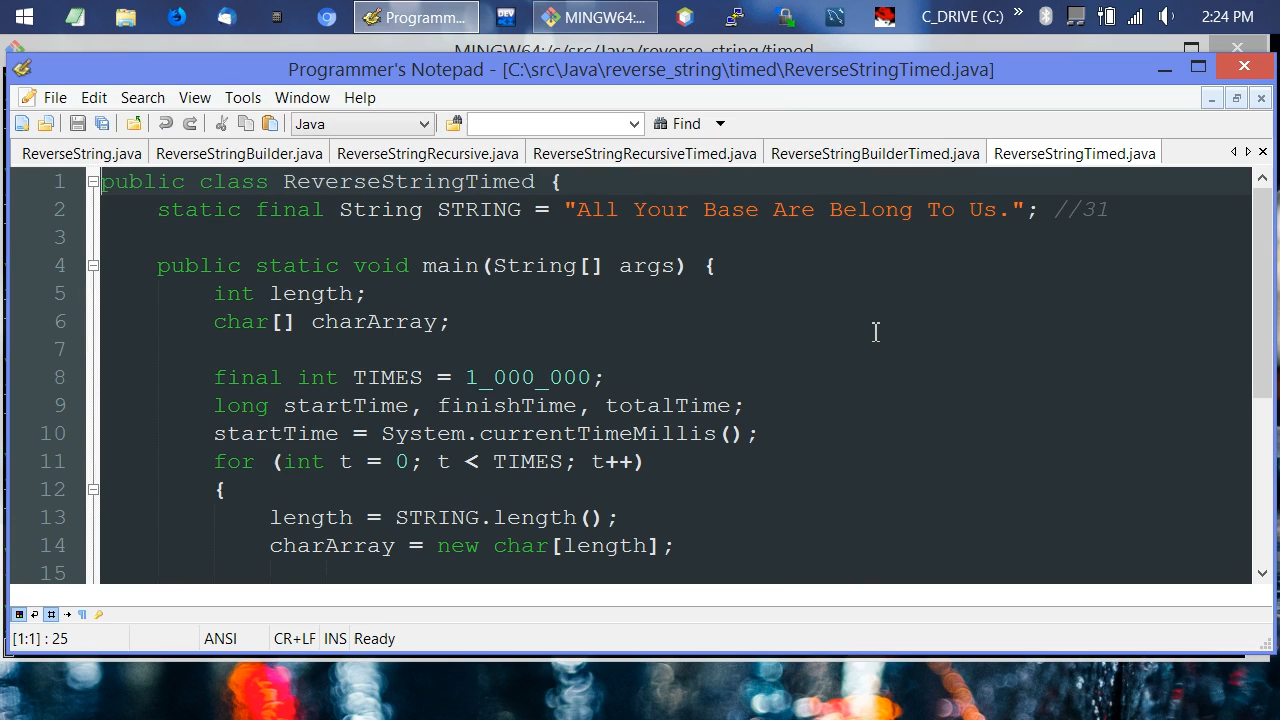 Programm...
MINGW64:...
C_DRIVE (C:)
»
2:24 PM
MINGW64:/c/src/Java/reverse_string/timed
Programmer's Notepad - [C:\src\Java\reverse_string\timed\ReverseStringTimed.java]
File Edit Search View Tools Window Help
Java
Find
ReverseString.java ReverseStringBuilder.java ReverseStringRecursive.java ReverseStringRecursiveTimed.java ReverseStringBuilderTimed.java ReverseStringTimed.java
1 public class ReverseStringTimed {
2 static final String STRING = "All Your Base Are Belong To Us."; //31
3
4 public static void main(String[] args) {
5 int length;
6 char[] charArray;
7
8 final int TIMES = 1_000_000;
9 long startTime, finishTime, totalTime;
10 startTime = System.currentTimeMillis();
11 for (int t = 0; t < TIMES; t++)
12 {
13 length = STRING.length();
14 charArray = new char[length];
15
[1:1] : 25 ANSI CR+LF INS Ready